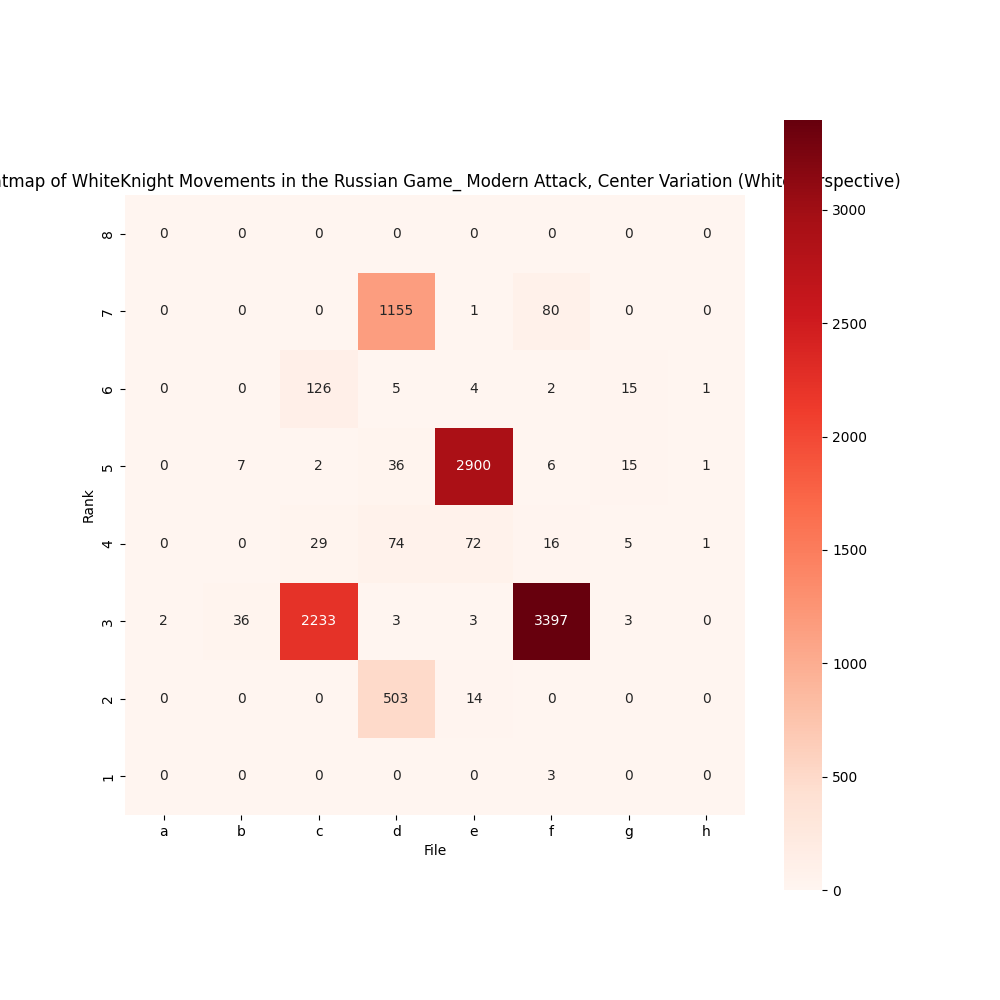 of WhiteKnight Movements in the Russian Game_ Modern Attack, Center Variation
8 0 0 0 0 0 0 0 0
7 0 0 0 1155 1 80 0 0
6 0 0 126 5 4 2 15 1
5 0 7 2 36 2900 6 15 1
4 0 0 29 74 72 16 5 1
3 2 36 2233 3 3 3397 3 0
2 0 0 0 503 14 0 0 0
1 0 0 0 0 0 3 0 0
a b c d e f g h
File
Rank
3000
2500
2000
1500
1000
500
0